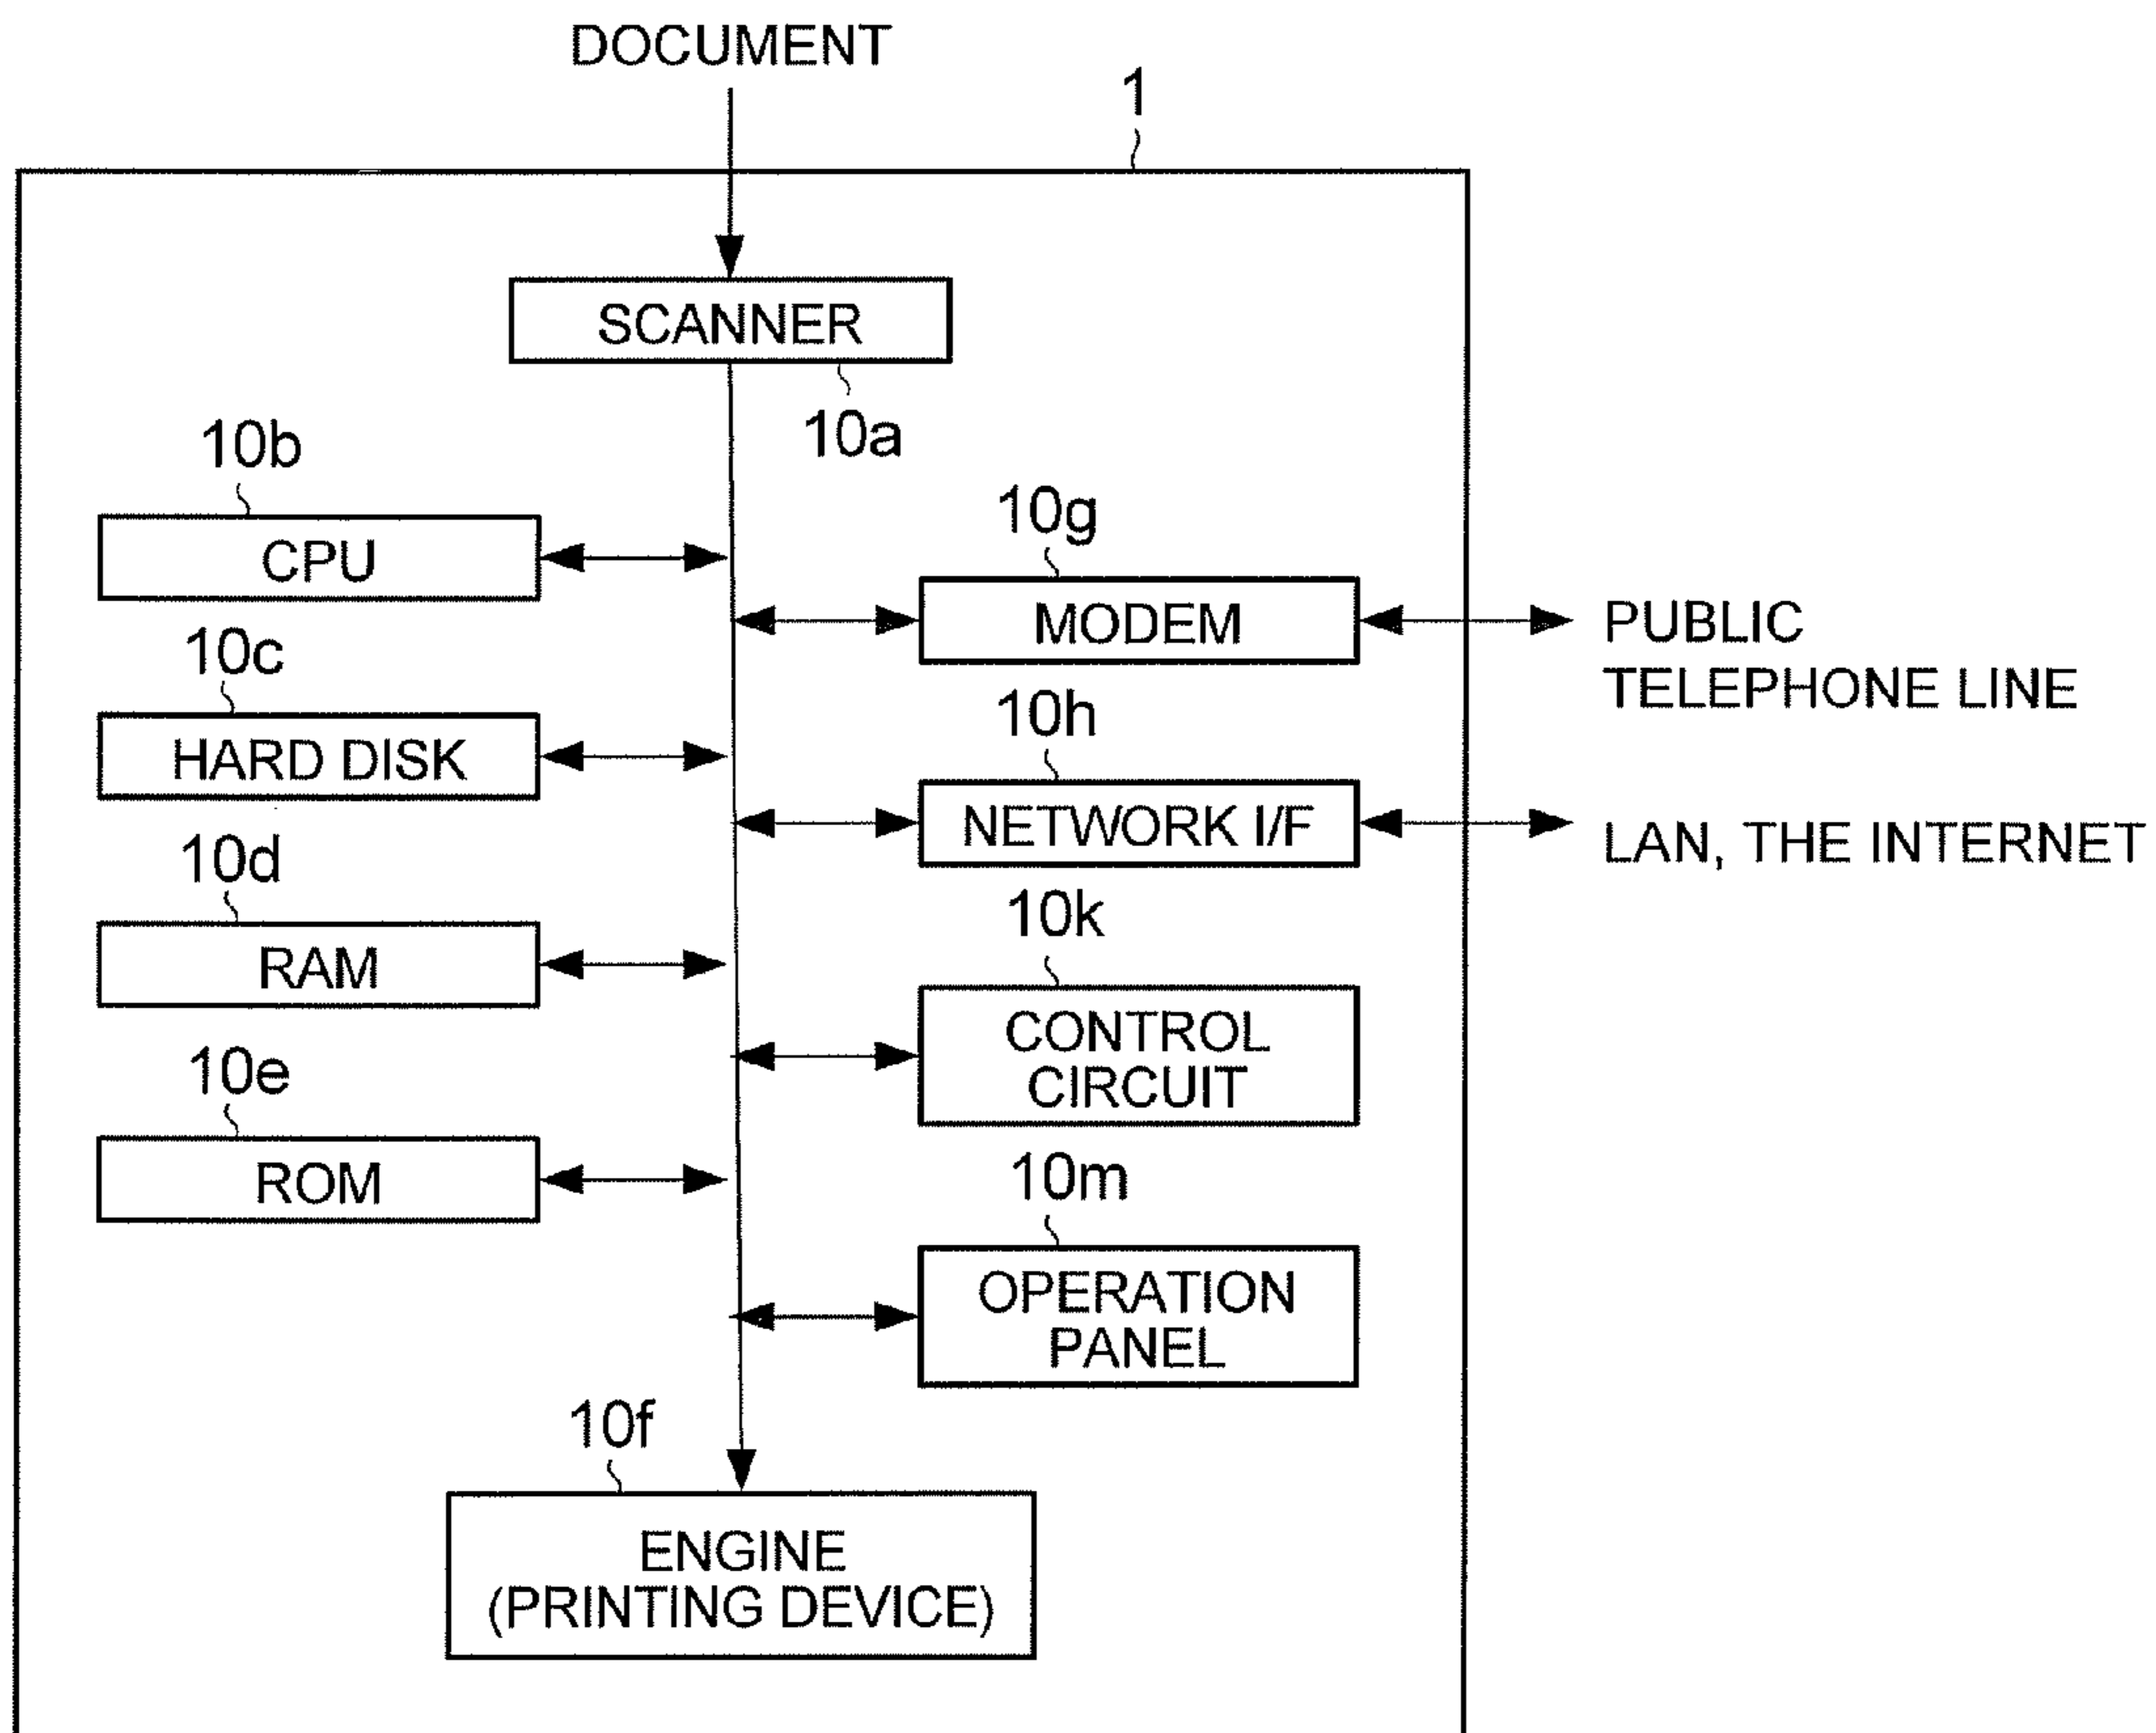 DOCUMENT
1
SCANNER
10a
10b
CPU
10g
MODEM
PUBLIC
TELEPHONE LINE
10c
HARD DISK
10h
NETWORK I/F
LAN, THE INTERNET
10d
RAM
10k
CONTROL
CIRCUIT
10e
ROM
10m
OPERATION
PANEL
10f
ENGINE
(PRINTING DEVICE)